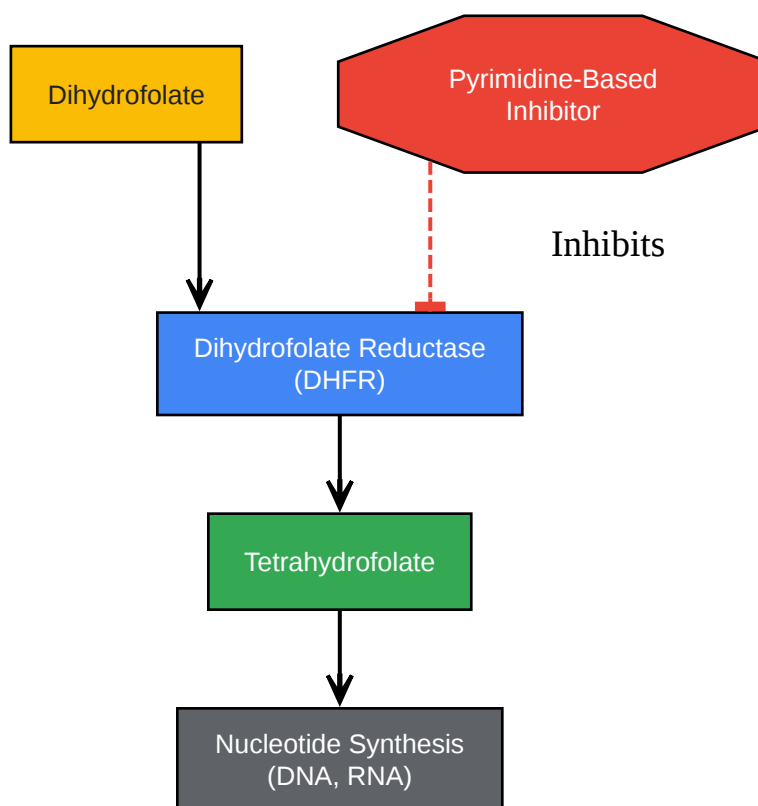 Dihydrofolate
Pyrimidine-Based
Inhibitor
Inhibits
Dihydrofolate Reductase
(DHFR)
Tetrahydrofolate
Nucleotide Synthesis
(DNA, RNA)